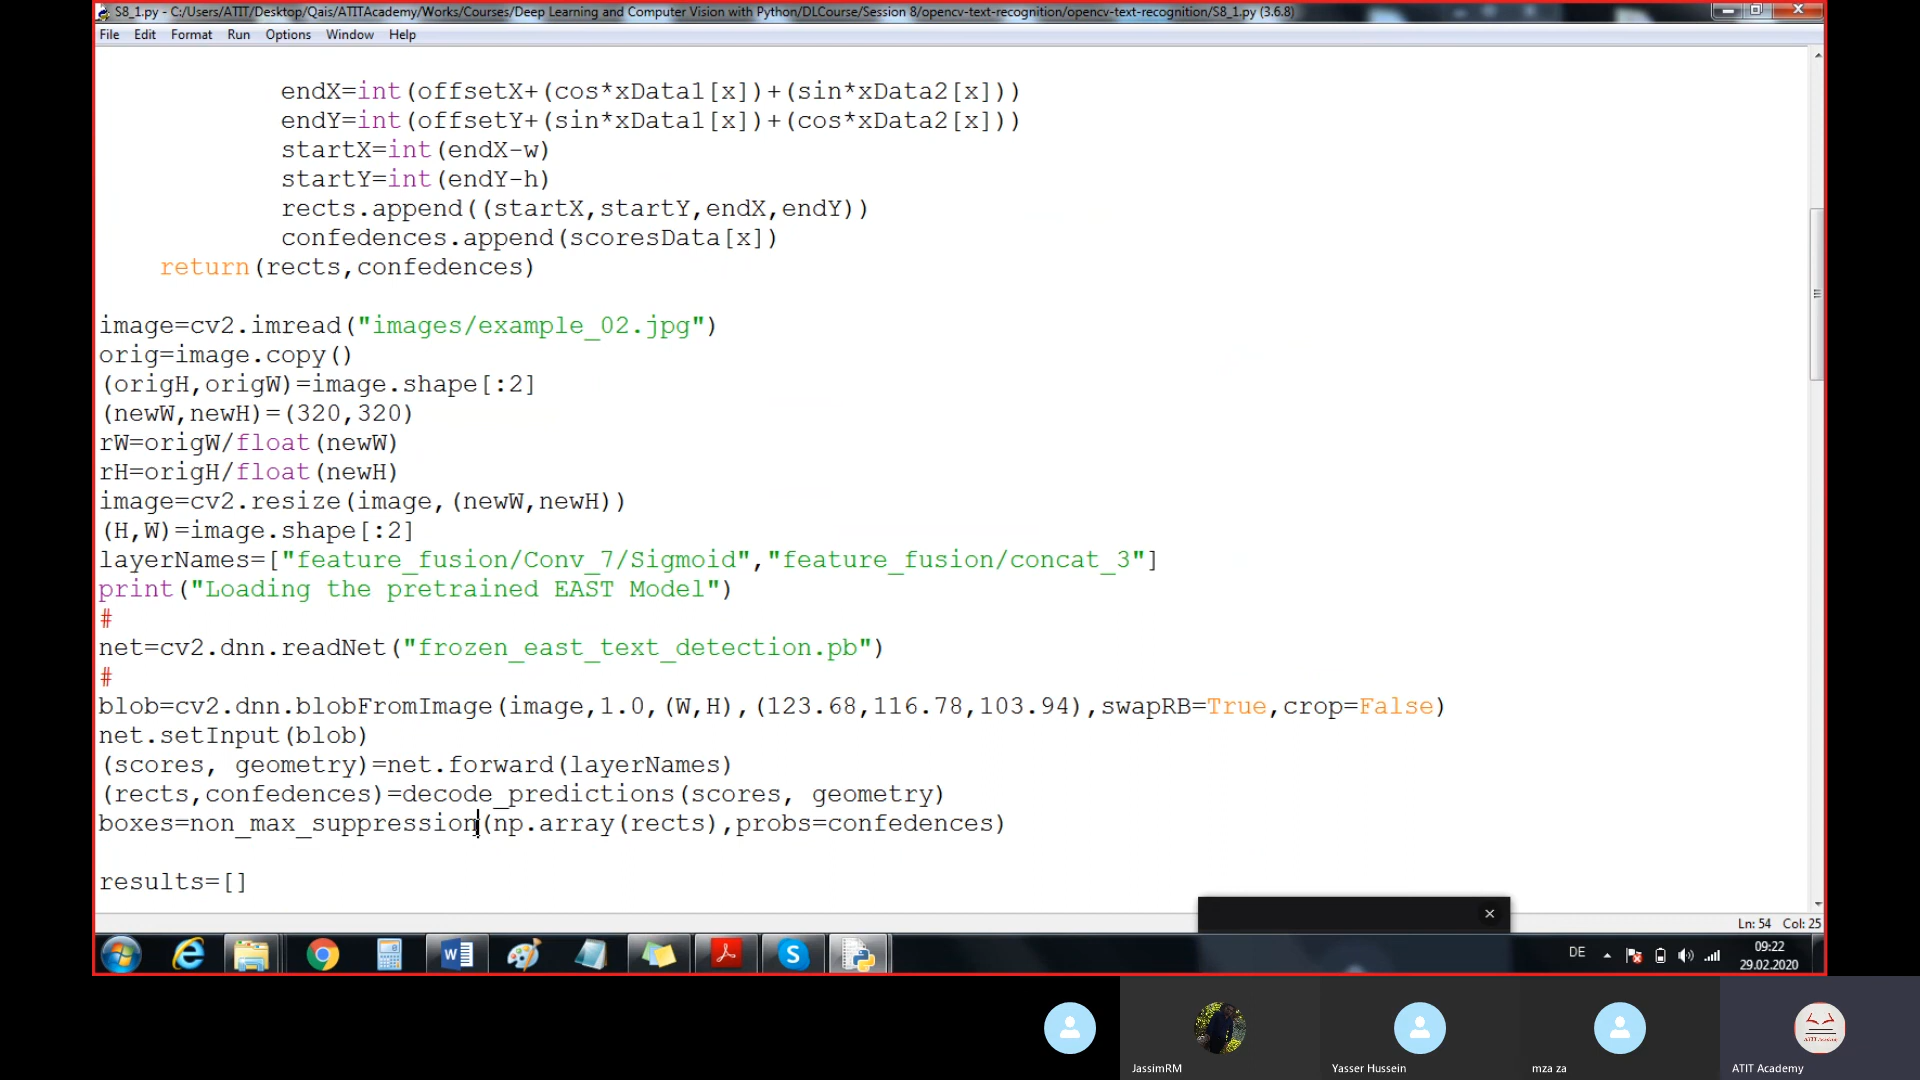 S8_1.py - C:/Users/ATIT/Desktop/Qais/ATITAcademy/Works/Courses/Deep Learning and Computer Vision with Python/DLCourse/Session 8/opencv-text-recognition/opencv-text-recognition/S8_1.py (3.6.8)
File Edit Format Run Options Window Help
endX=int(offsetX+(cos*xData1[x])+(sin*xData2[x]))
endY=int(offsetY+(sin*xData1[x])+(cos*xData2[x]))
startX=int(endX-w)
startY=int(endY-h)
rects.append((startX,startY,endX,endY))
confedences.append(scoresData[x])
return(rects,confedences)
image=cv2.imread("images/example_02.jpg")
orig=image.copy()
(origH,origW)=image.shape[:2]
(newW,newH)=(320,320)
rW=origW/float(newW)
rH=origH/float(newH)
image=cv2.resize(image,(newW,newH))
(H,W)=image.shape[:2]
layerNames=["feature_fusion/Conv_7/Sigmoid","feature_fusion/concat_3"]
print("Loading the pretrained EAST Model")
#
net=cv2.dnn.readNet("frozen_east_text_detection.pb")
#
blob=cv2.dnn.blobFromImage(image,1.0,(W,H),(123.68,116.78,103.94),swapRB=True,crop=False)
net.setInput(blob)
(scores, geometry)=net.forward(layerNames)
(rects,confedences)=decode_predictions(scores, geometry)
boxes=non_max_suppression(np.array(rects),probs=confedences)
results=[]
Ln: 54 Col: 25
DE
09:22
29.02.2020
JassimRM
Yasser Hussein
mza za
ATIT Academy